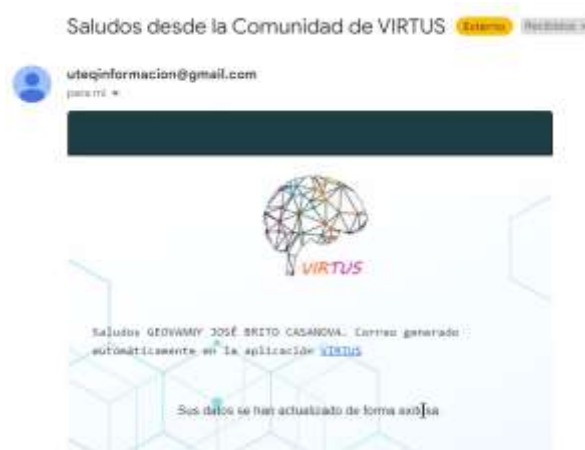 Saludos desde la Comunidad de VIRTUS Externo Recibidos
uteqinformacion@gmail.com
para mí
VIRTUS
Saludos GEOVANNY JOSÉ BRITO CASANOVA. Correo generado
automáticamente en la aplicación VIRTUS
Sus datos se han actualizado de forma exitosa